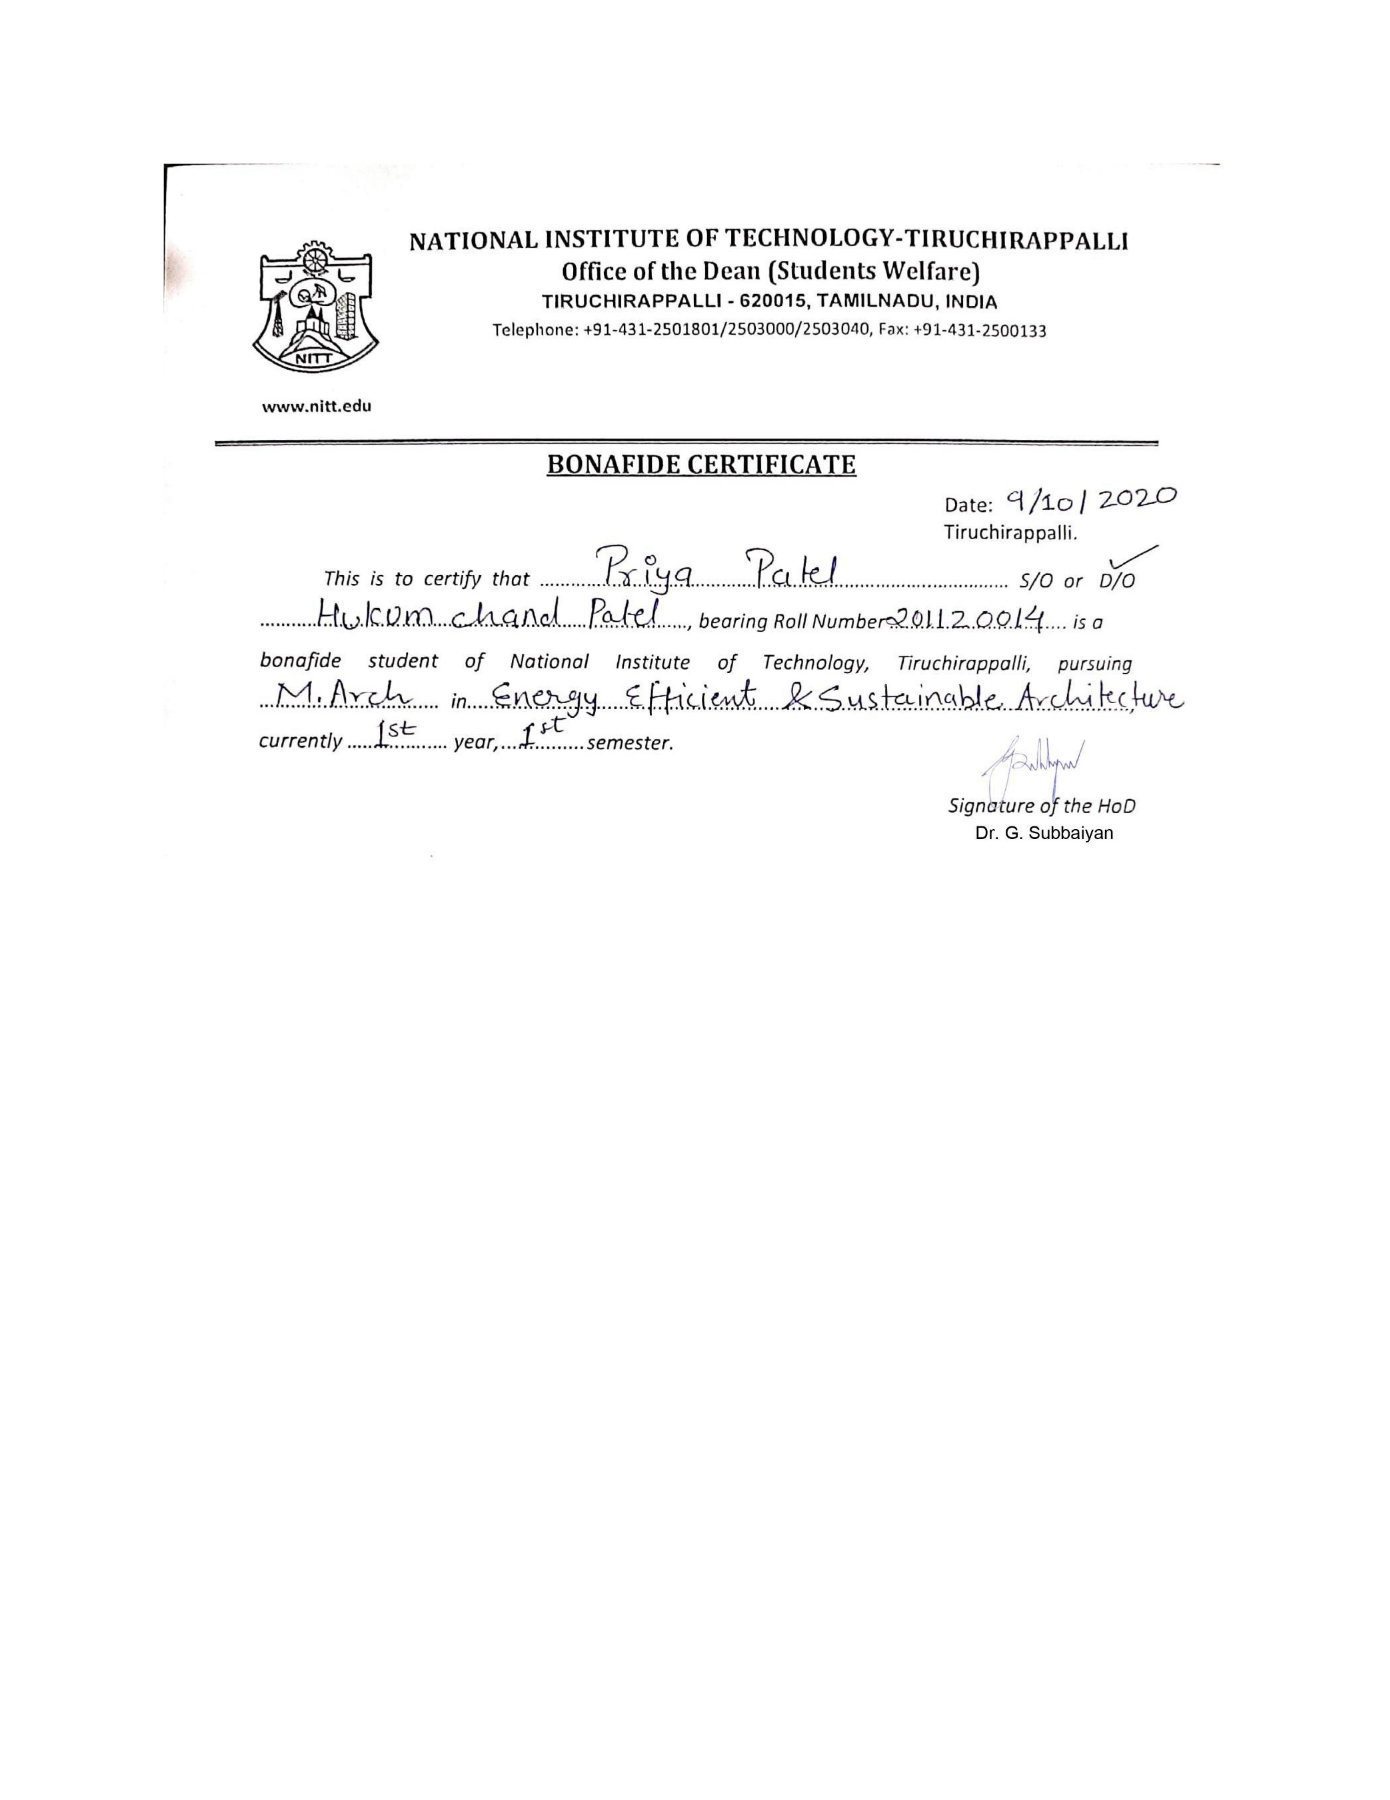 NATIONAL INSTITUTE OF TECHNOLOGY-TIRUCHIRAPPALLI
Office of the Dean (Students Welfare)
TIRUCHIRAPPALLI - 620015, TAMILNADU, INDIA
Telephone: +91-431-2501801/2503000/2503040, Fax: +91-431-2500133
NITT
www.nitt.edu
BONAFIDE CERTIFICATE
Date: 9/10/2020
Tiruchirappalli.
This is to certify that Priya Patel S/O or D/O
Hukum chand Patel, bearing Roll Number 201120014 is a
bonafide student of National Institute of Technology, Tiruchirappalli, pursuing
M.Arch in Energy Efficient & Sustainable Architecture,
currently 1st year, 1st semester.
Signature of the HoD
Dr. G. Subbaiyan